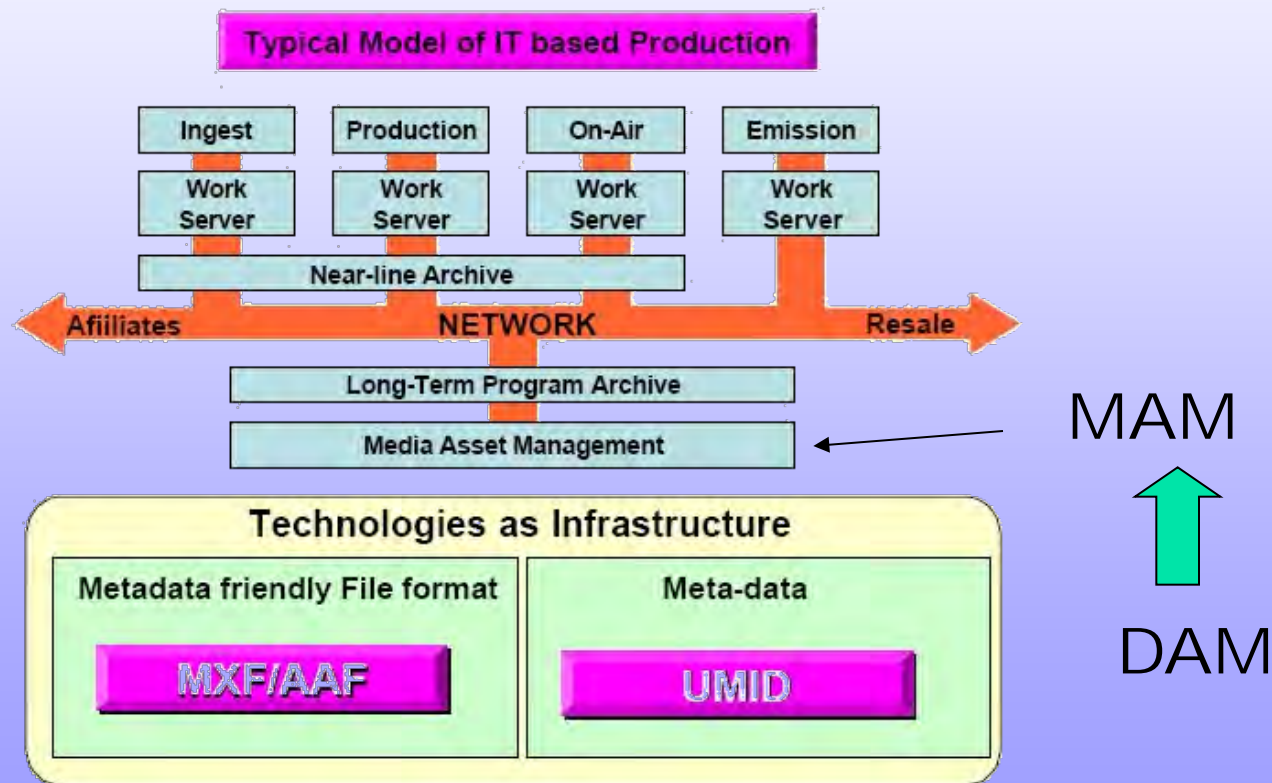 Typical Model of IT based Production
Ingest
Production
On-Air
Emission
Work
Server
Work
Server
Work
Server
Work
Server
Near-line Archive
Afiiliates
NETWORK
Resale
Long-Term Program Archive
Media Asset Management
MAM
DAM
Technologies as Infrastructure
Metadata friendly File format
Meta-data
MXF/AAF
UMID